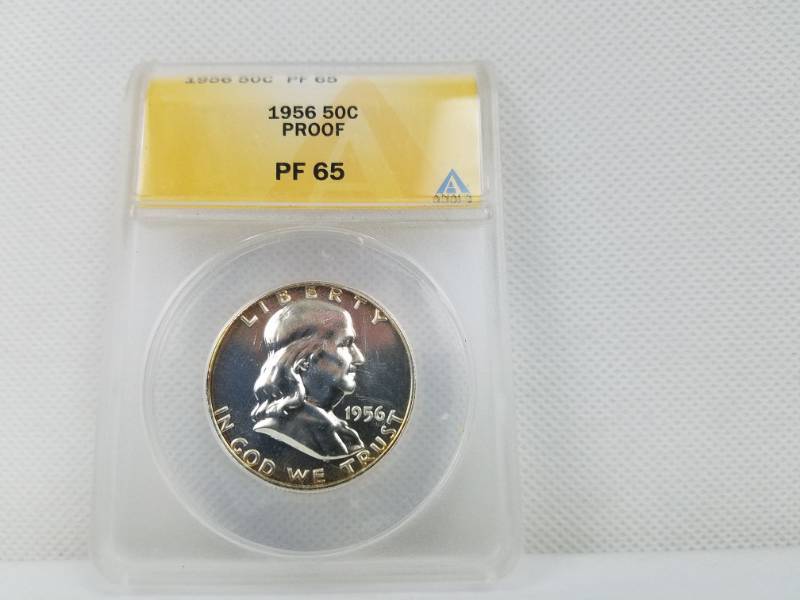 1956 50C PF 65
1956 50C
PROOF
PF 65
LIBERTY
1956
IN GOD WE TRUST